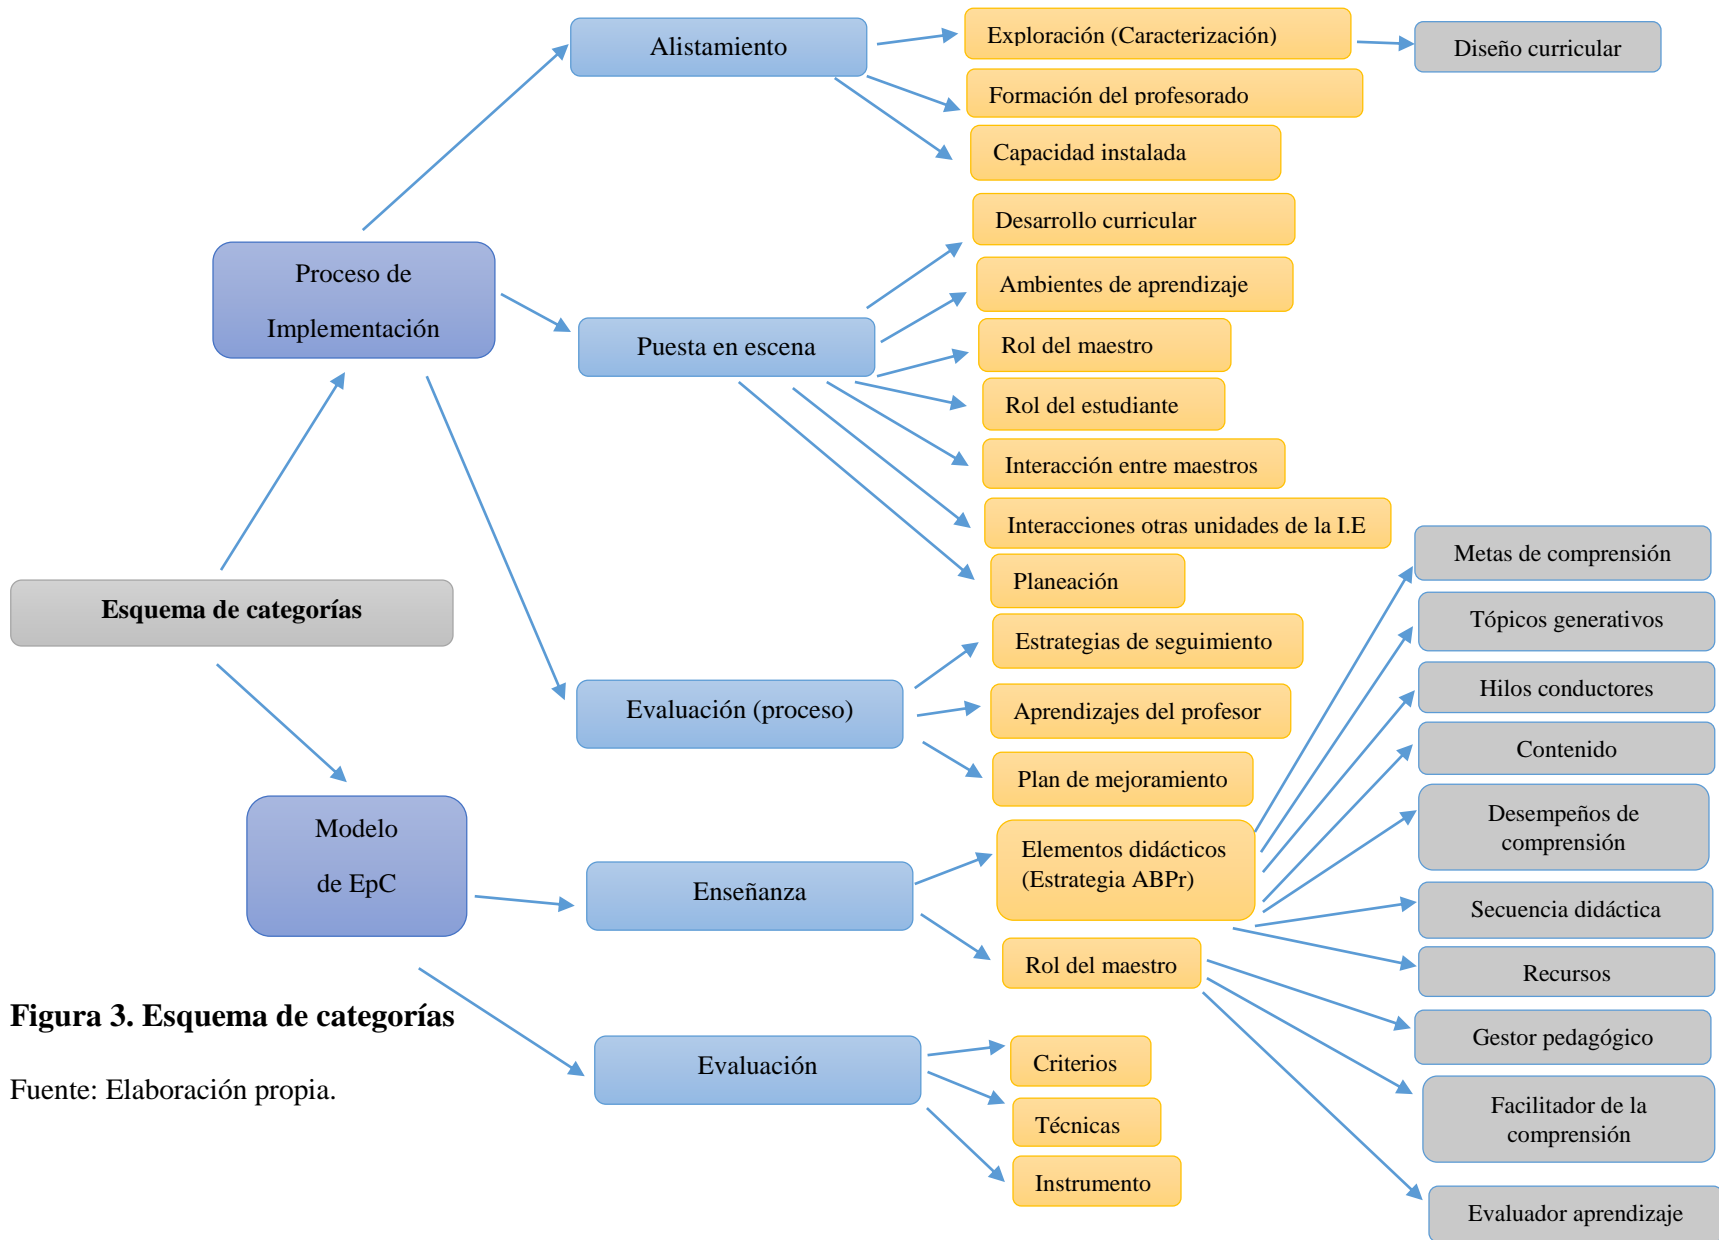 Alistamiento
Exploración (Caracterización)
Diseño curricular
Formación del profesorado
Capacidad instalada
Proceso de
Implementación
Puesta en escena
Desarrollo curricular
Ambientes de aprendizaje
Rol del maestro
Rol del estudiante
Interacción entre maestros
Interacciones otras unidades de la I.E
Planeación
Esquema de categorías
Evaluación (proceso)
Estrategias de seguimiento
Aprendizajes del profesor
Plan de mejoramiento
Modelo
de EpC
Enseñanza
Elementos didácticos
(Estrategia ABPr)
Metas de comprensión
Tópicos generativos
Hilos conductores
Contenido
Desempeños de
comprensión
Secuencia didáctica
Recursos
Rol del maestro
Gestor pedagógico
Facilitador de la
comprensión
Evaluador aprendizaje
Evaluación
Criterios
Técnicas
Instrumento
Figura 3. Esquema de categorías
Fuente: Elaboración propia.